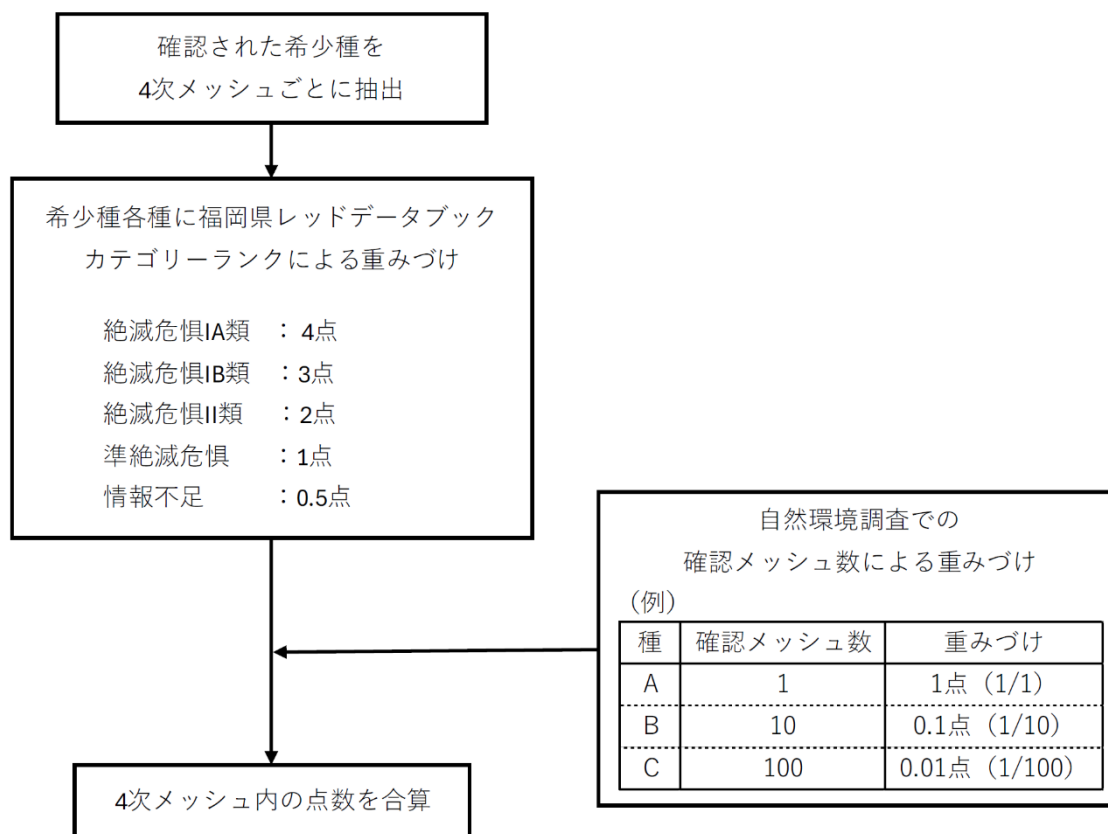 確認された希少種を
4次メッシュごとに抽出
希少種各種に福岡県レッドデータブック
カテゴリーランクによる重みづけ
絶滅危惧IA類 : 4点
絶滅危惧IB類 : 3点
絶滅危惧II類 : 2点
準絶滅危惧 : 1点
情報不足 : 0.5点
自然環境調査での
確認メッシュ数による重みづけ
(例)
種 確認メッシュ数 重みづけ
A 1 1点 (1/1)
B 10 0.1点 (1/10)
C 100 0.01点 (1/100)
4次メッシュ内の点数を合算